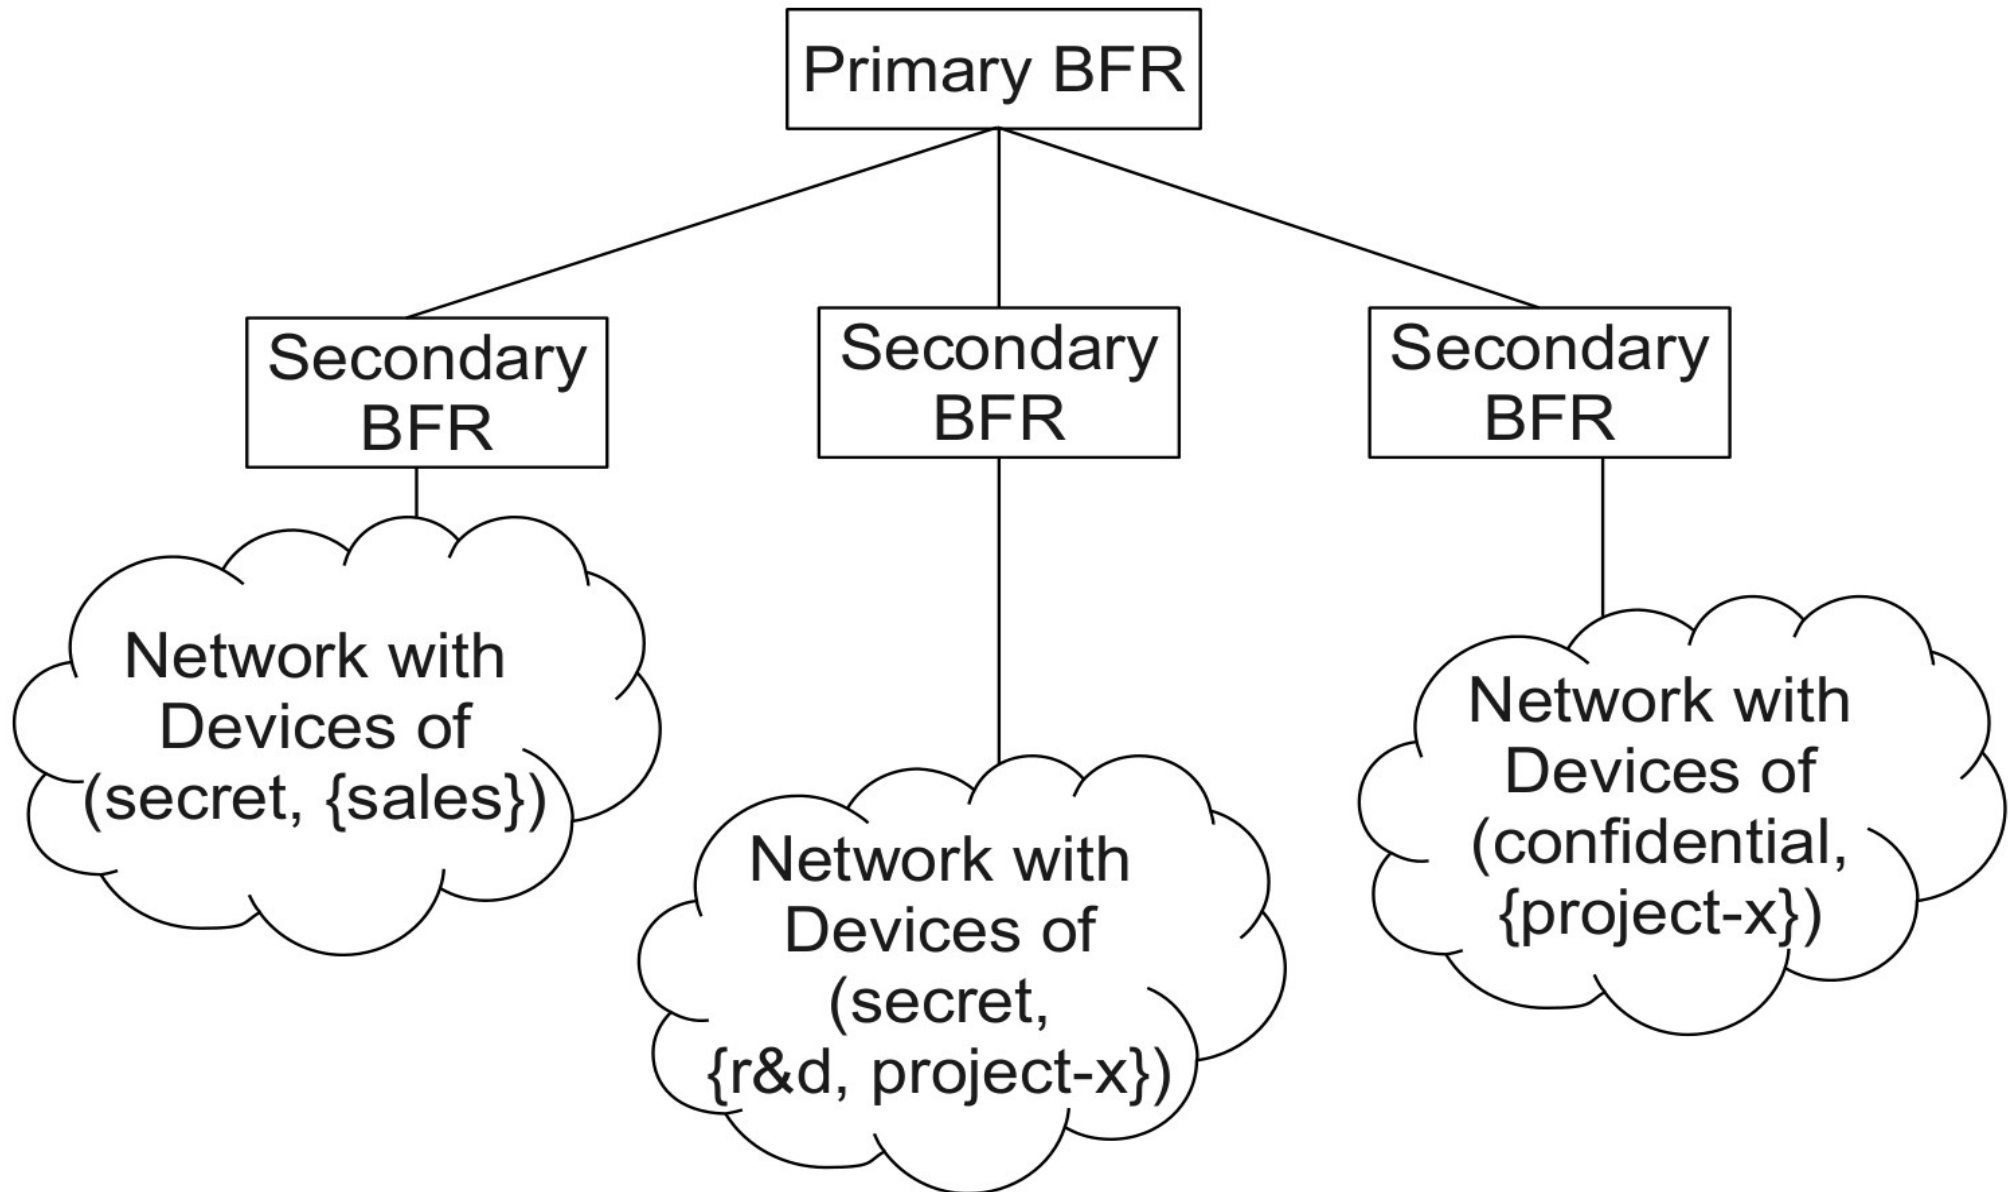 Primary BFR
Secondary
BFR
Secondary
BFR
Secondary
BFR
Network with
Devices of
(secret, {sales})
Network with
Devices of
(secret,
{r&d, project-x})
Network with
Devices of
(confidential,
{project-x})